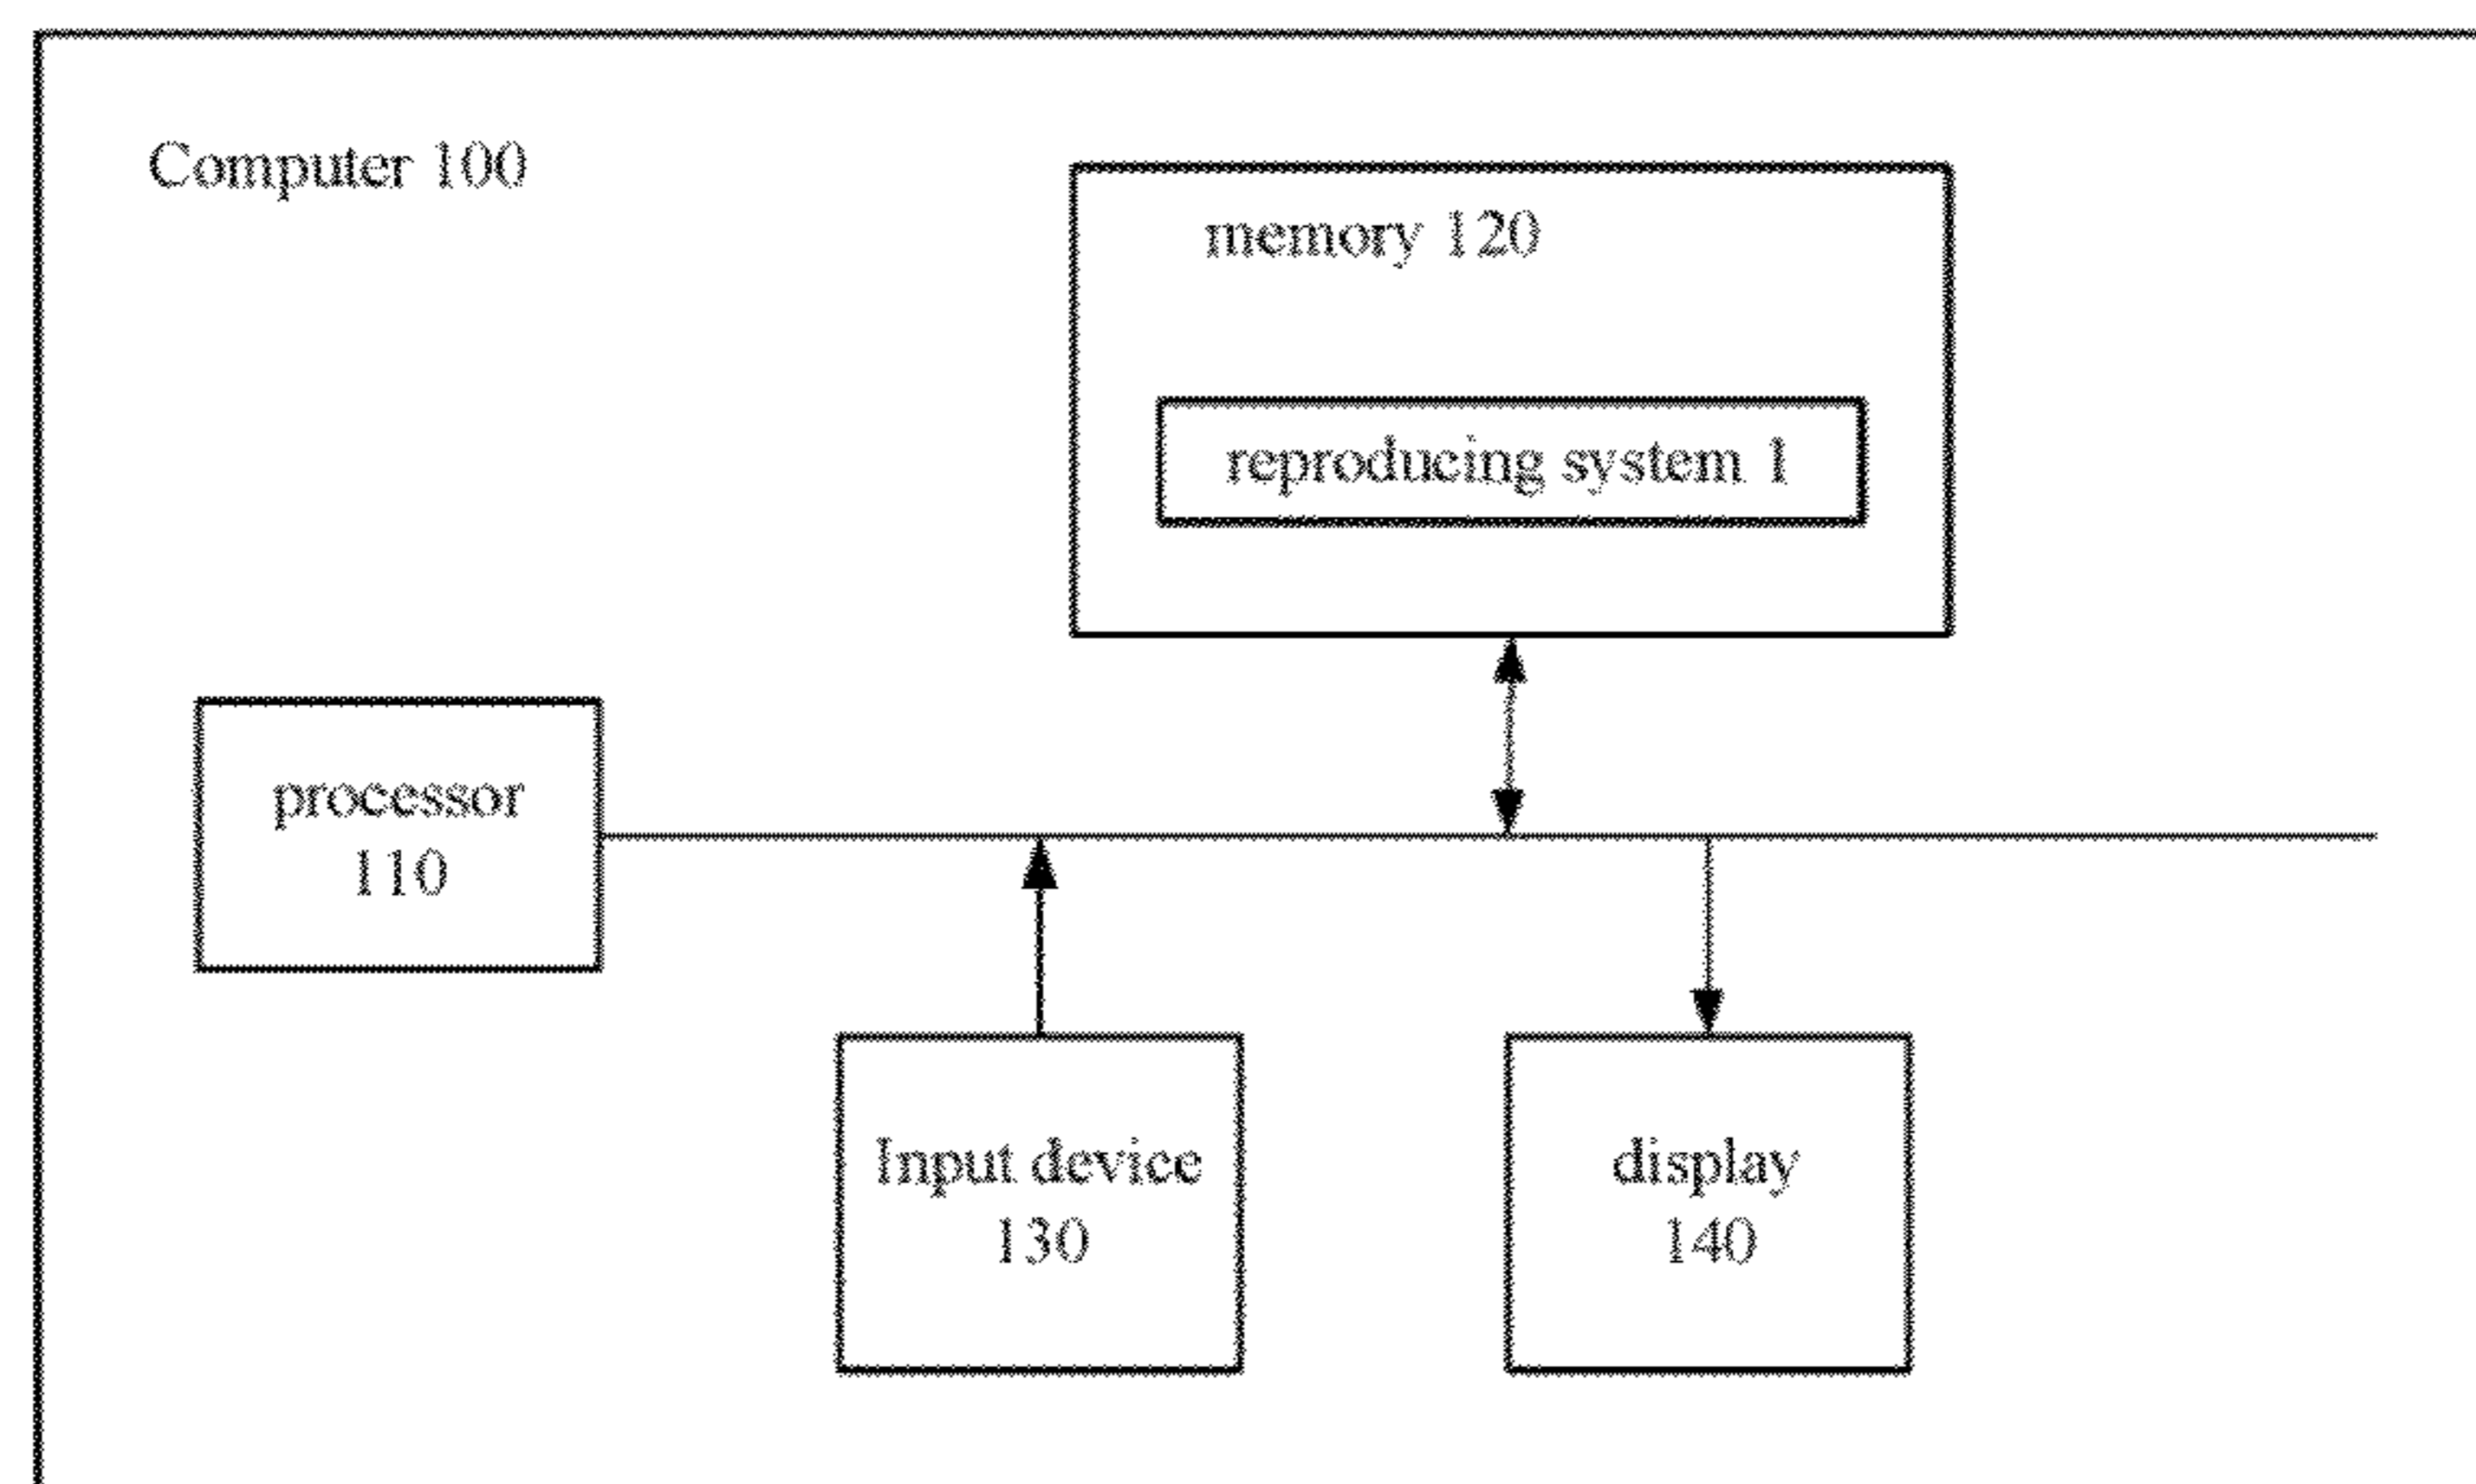 Computer 100
memory 120
reproducing system 1
processor
110
Input device
130
display
140